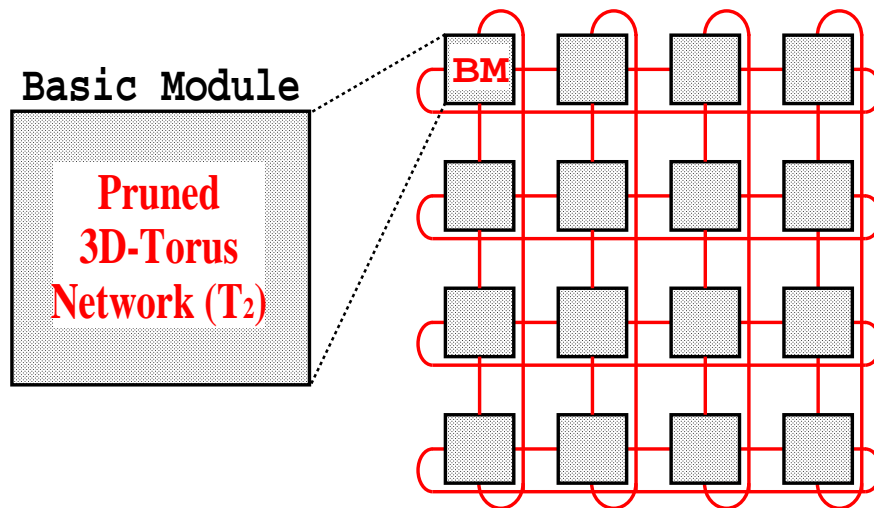 Basic Module
Pruned
3D-Torus
Network (T₂)
BM